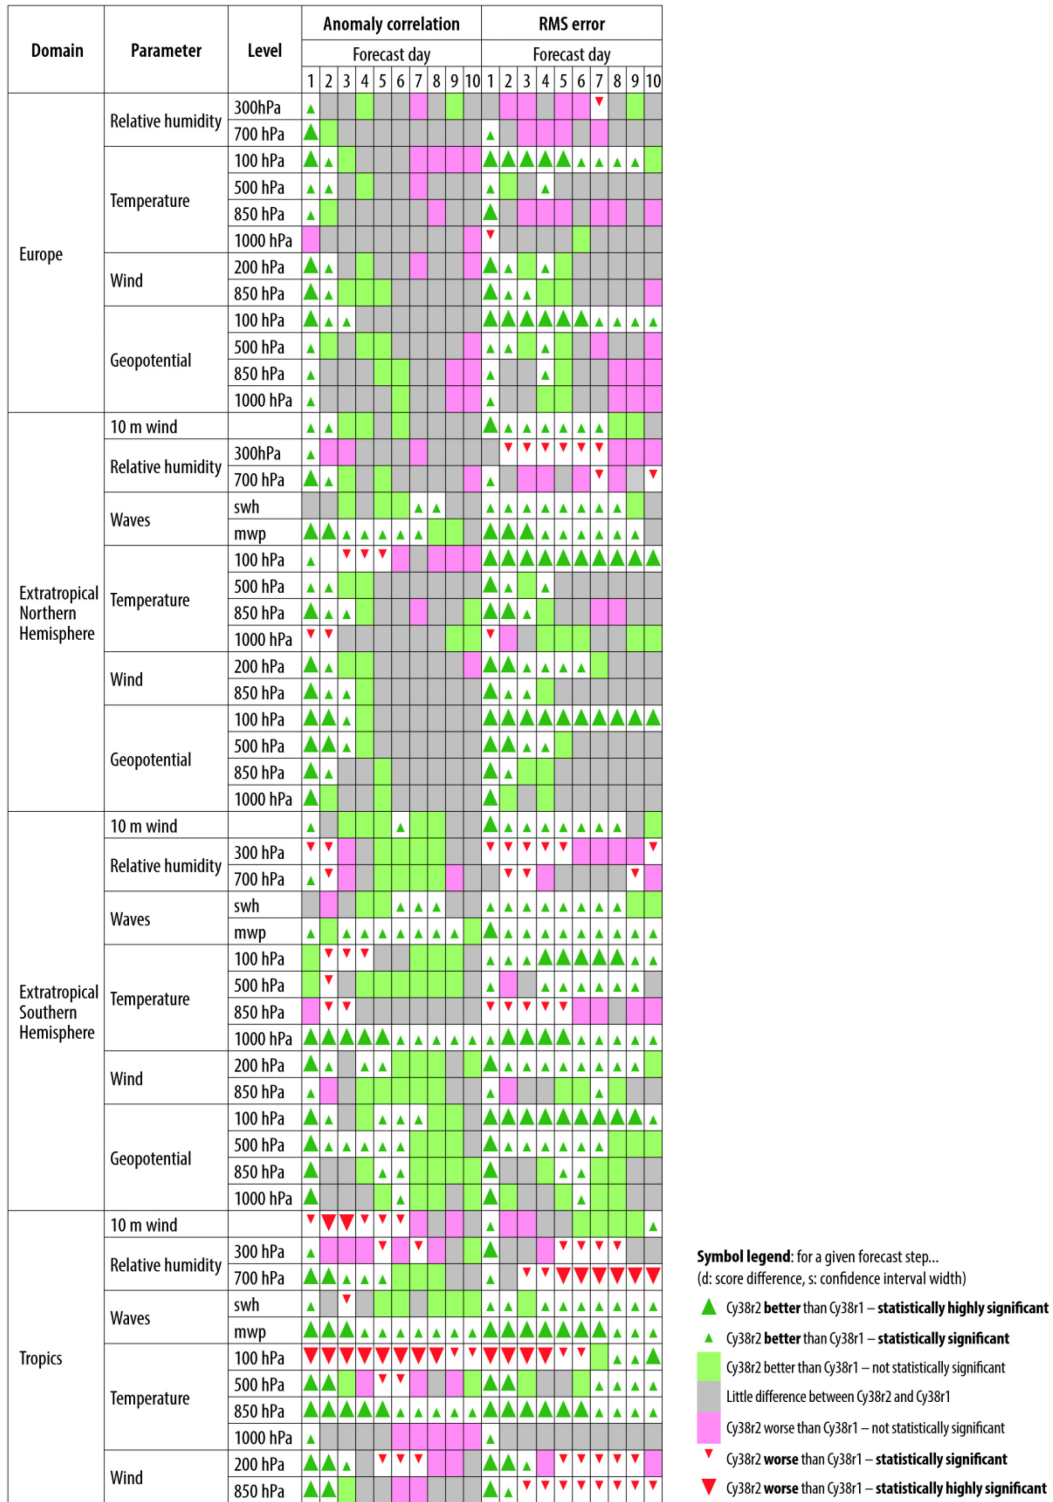 Anomaly correlation RMS error
Domain Parameter Level Forecast day Forecast day
1 2 3 4 5 6 7 8 9 10 1 2 3 4 5 6 7 8 9 10
Europe
Relative humidity
300hPa
700 hPa
Temperature
100 hPa
500 hPa
850 hPa
1000 hPa
Wind
200 hPa
850 hPa
Geopotential
100 hPa
500 hPa
850 hPa
1000 hPa
Extratropical
Northern
Hemisphere
10 m wind
Relative humidity
300hPa
700 hPa
Waves
swh
mwp
Temperature
100 hPa
500 hPa
850 hPa
1000 hPa
Wind
200 hPa
850 hPa
Geopotential
100 hPa
500 hPa
850 hPa
1000 hPa
Extratropical
Southern
Hemisphere
10 m wind
Relative humidity
300 hPa
700 hPa
Waves
swh
mwp
Temperature
100 hPa
500 hPa
850 hPa
1000 hPa
Wind
200 hPa
850 hPa
Geopotential
100 hPa
500 hPa
850 hPa
1000 hPa
Tropics
10 m wind
Relative humidity
300 hPa
700 hPa
Waves
swh
mwp
Temperature
100 hPa
500 hPa
850 hPa
1000 hPa
Wind
200 hPa
850 hPa
Symbol legend: for a given forecast step...
(d: score difference, s: confidence interval width)
Cy38r2 better than Cy38r1 – statistically highly significant
Cy38r2 better than Cy38r1 – statistically significant
Cy38r2 better than Cy38r1 – not statistically significant
Little difference between Cy38r2 and Cy38r1
Cy38r2 worse than Cy38r1 – not statistically significant
Cy38r2 worse than Cy38r1 – statistically significant
Cy38r2 worse than Cy38r1 – statistically highly significant